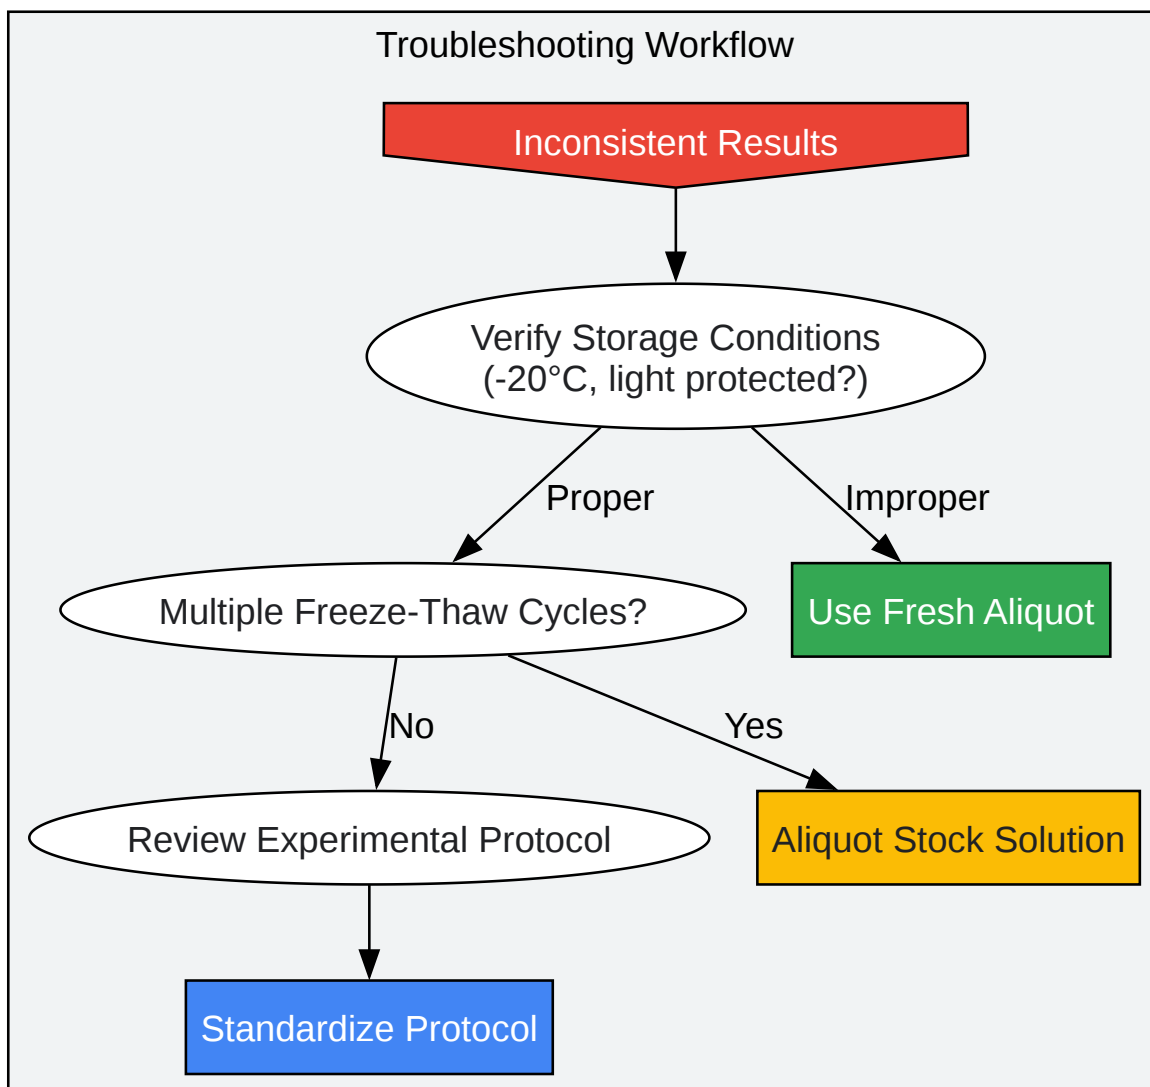 Troubleshooting Workflow
Inconsistent Results
Verify Storage Conditions
(-20°C, light protected?)
Proper
Improper
Multiple Freeze-Thaw Cycles?
Use Fresh Aliquot
No
Yes
Review Experimental Protocol
Aliquot Stock Solution
Standardize Protocol